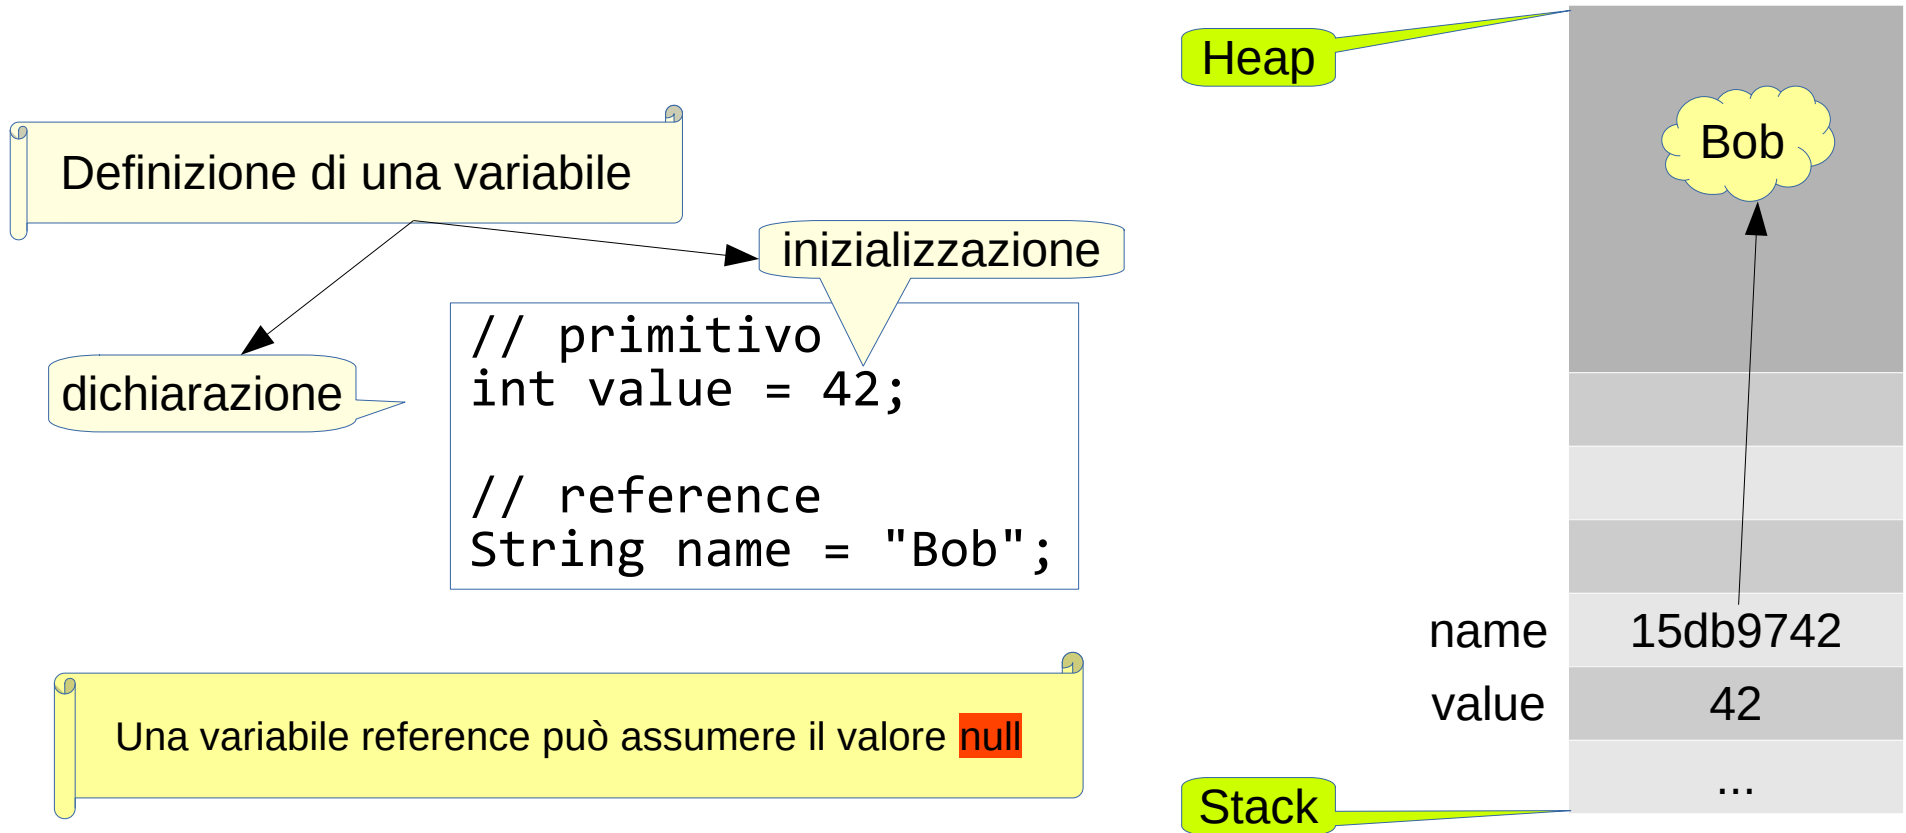 Definizione di una variabile
inizializzazione
dichiarazione
// primitivo
int value = 42;
// reference
String name = "Bob";
Una variabile reference può assumere il valore null
Heap
Bob
name 15db9742
value 42
...
Stack